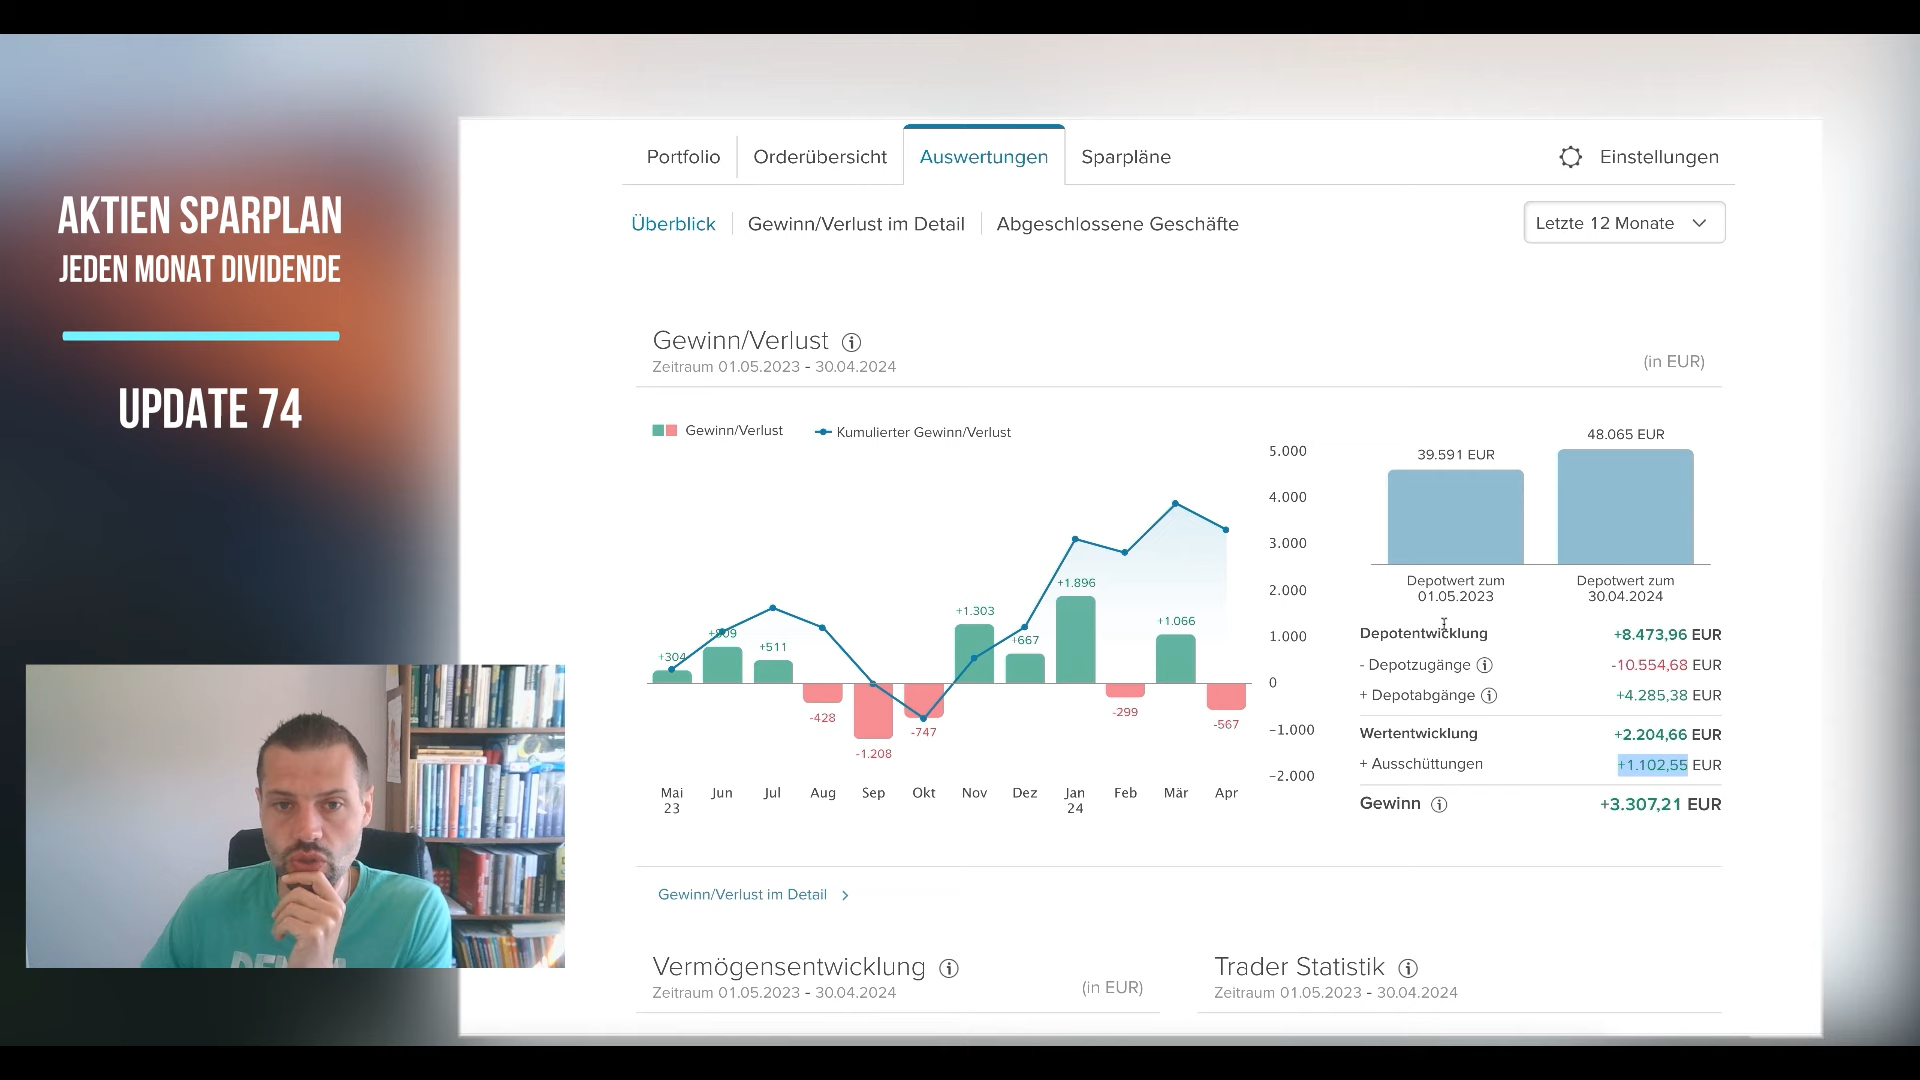 AKTIEN SPARPLAN
JEDEN MONAT DIVIDENDE
UPDATE 74
Portfolio
Orderübersicht
Auswertungen
Sparpläne
Einstellungen
Überblick
Gewinn/Verlust im Detail
Abgeschlossene Geschäfte
Letzte 12 Monate
Gewinn/Verlust
Zeitraum 01.05.2023 - 30.04.2024
(in EUR)
Gewinn/Verlust
Kumulierter Gewinn/Verlust
5.000
4.000
3.000
2.000
1.000
0
-1.000
-2.000
+304
+511
-428
-1.208
-747
+1.303
+667
+1.896
-299
+1.066
-567
Mai
23
Jun
Jul
Aug
Sep
Okt
Nov
Dez
Jan
24
Feb
Mär
Apr
39.591 EUR
48.065 EUR
Depotwert zum
01.05.2023
Depotwert zum
30.04.2024
Depotentwicklung +8.473,96 EUR
- Depotzugänge -10.554,68 EUR
+ Depotabgänge +4.285,38 EUR
Wertentwicklung +2.204,66 EUR
+ Ausschüttungen +1.102,55 EUR
Gewinn +3.307,21 EUR
Gewinn/Verlust im Detail
Vermögensentwicklung
Zeitraum 01.05.2023 - 30.04.2024
(in EUR)
Trader Statistik
Zeitraum 01.05.2023 - 30.04.2024